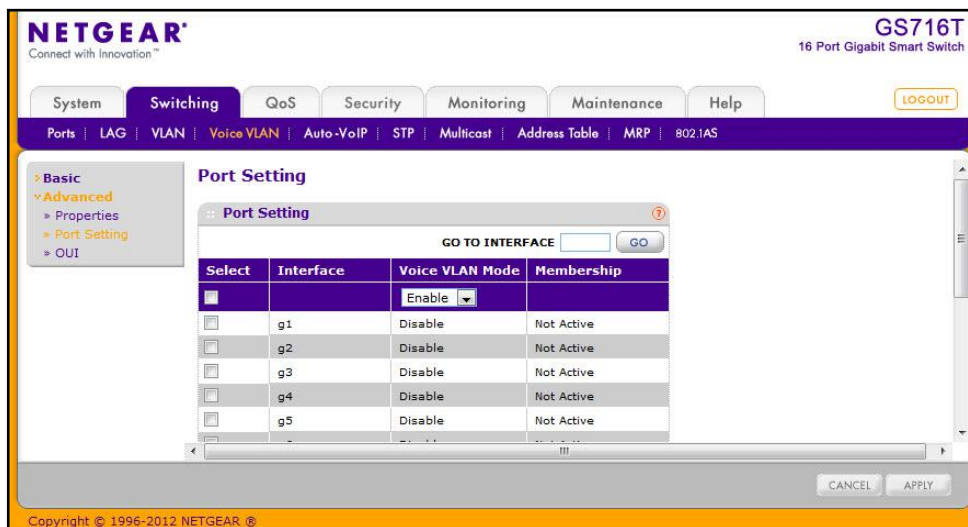 NETGEAR®
Connect with Innovation™
GS716T
16 Port Gigabit Smart Switch
System Switching QoS Security Monitoring Maintenance Help LOGOUT
Ports | LAG | VLAN | Voice VLAN | Auto-VoIP | STP | Multicast | Address Table | MRP | 802.1AS
Basic
Advanced
» Properties
» Port Setting
» OUI
Port Setting
Port Setting ?
GO TO INTERFACE GO
Select Interface Voice VLAN Mode Membership
Enable
g1 Disable Not Active
g2 Disable Not Active
g3 Disable Not Active
g4 Disable Not Active
g5 Disable Not Active
CANCEL APPLY
Copyright © 1996-2012 NETGEAR ®